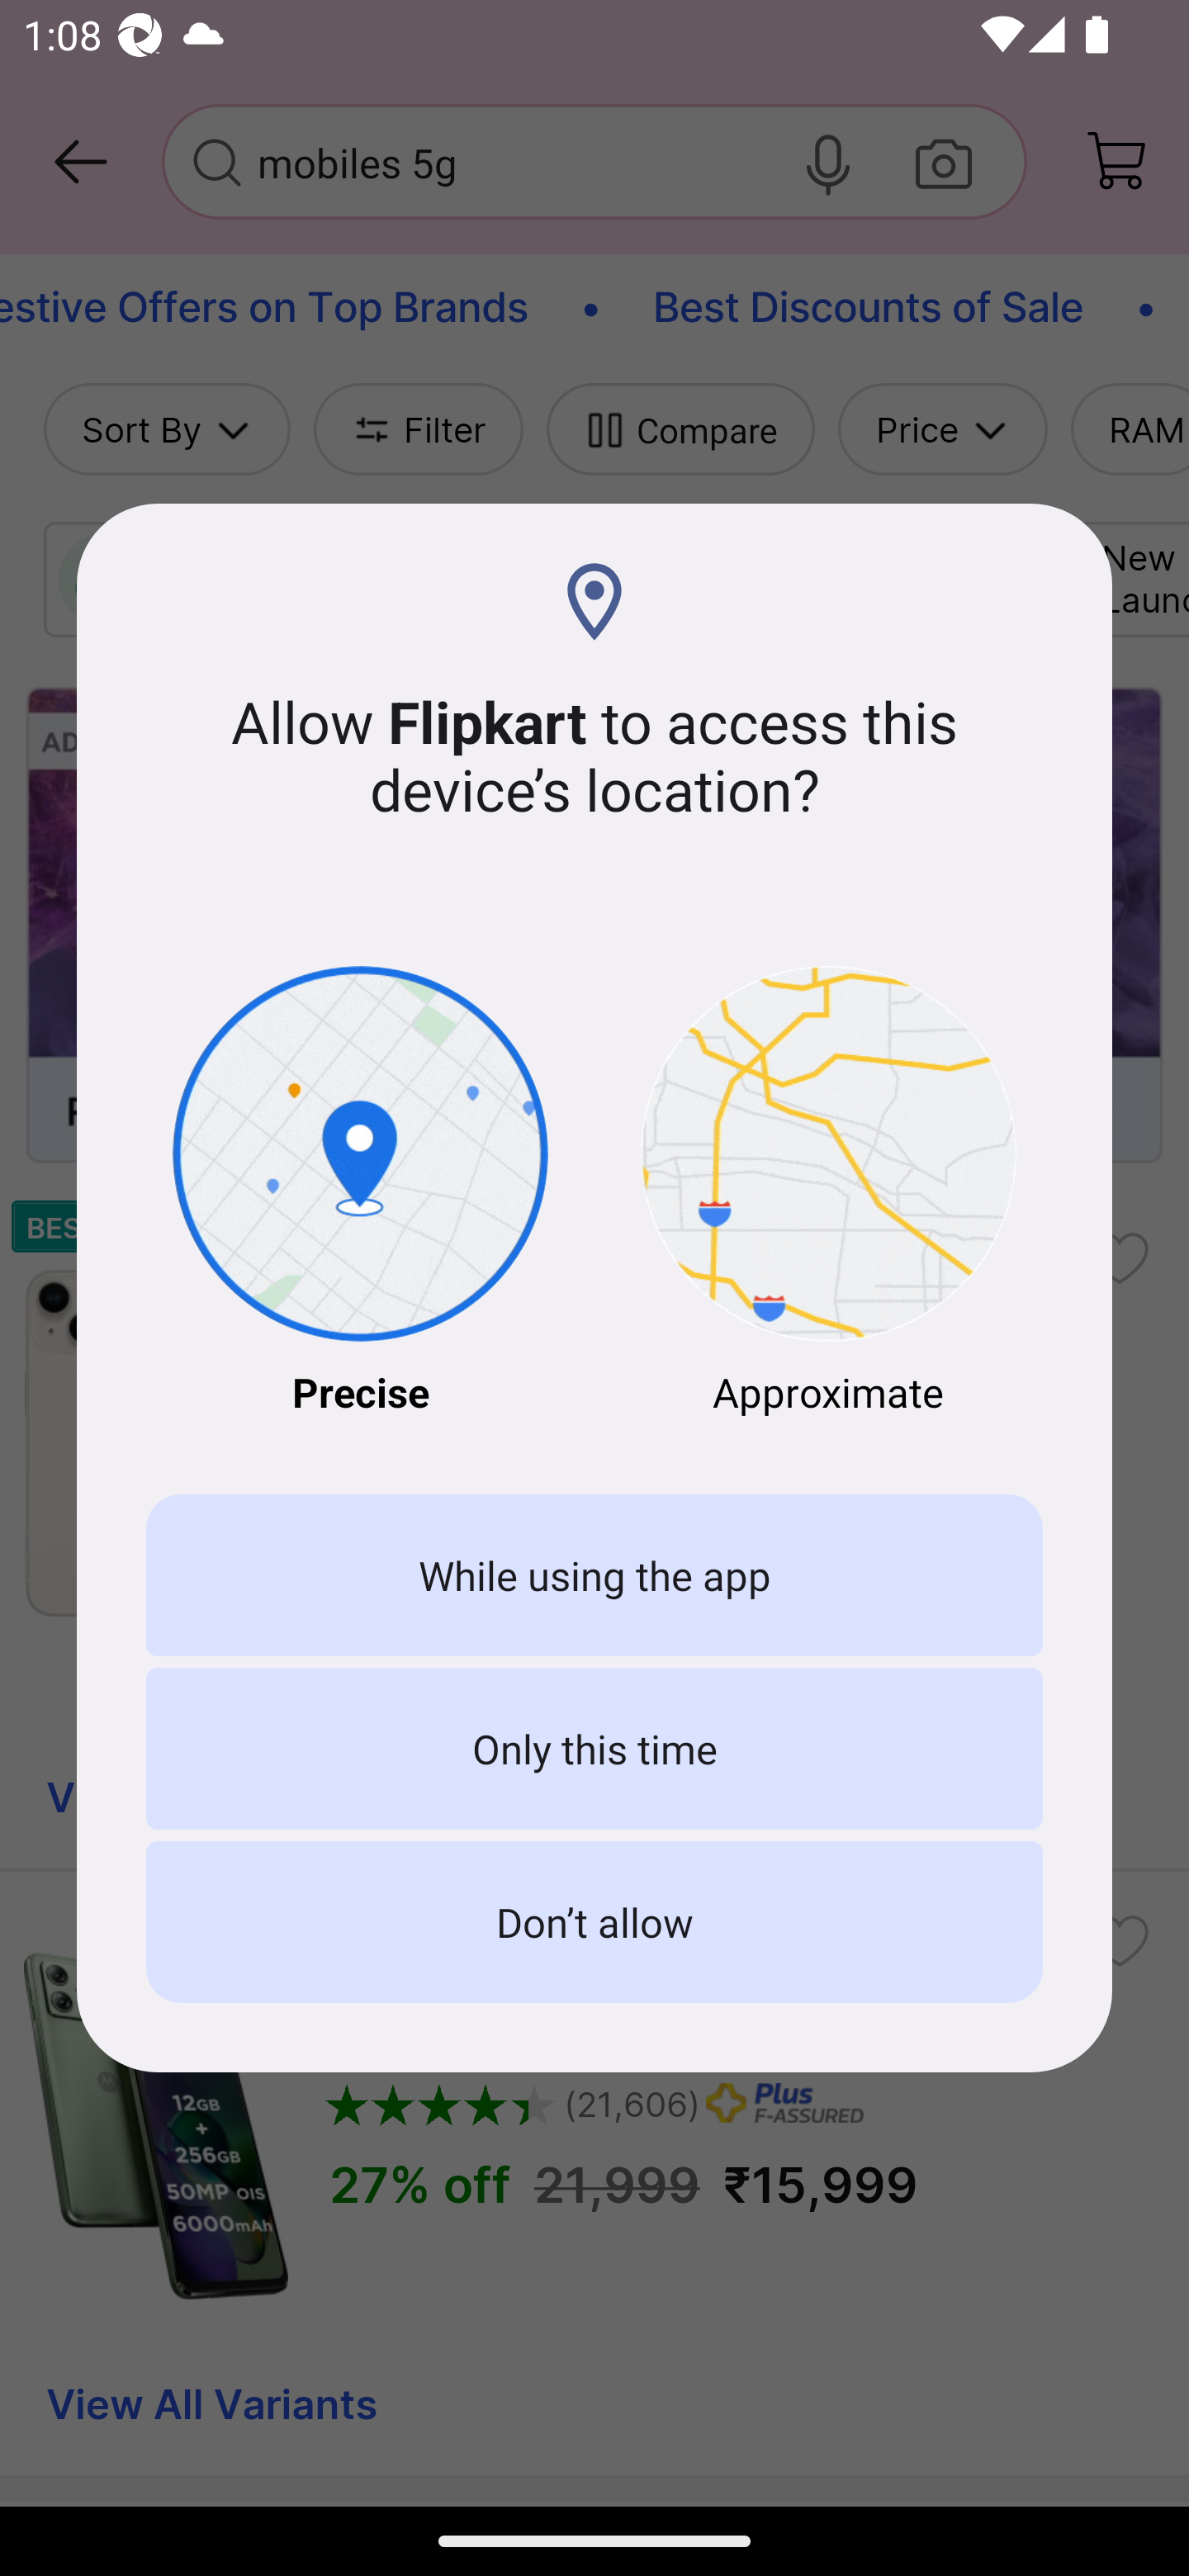 1:08
mobiles 5g
estive Offers on Top Brands • Best Discounts of Sale •
Sort By Filter Compare Price RAM
New
Launc
Allow Flipkart to access this
device’s location?
AD
Precise Approximate
BES
While using the app
Only this time
V
Don’t allow
12GB
+
256GB
50MP OIS
6000mAh
(21,606) Plus
F-ASSURED
27% off 21,999 ₹15,999
View All Variants